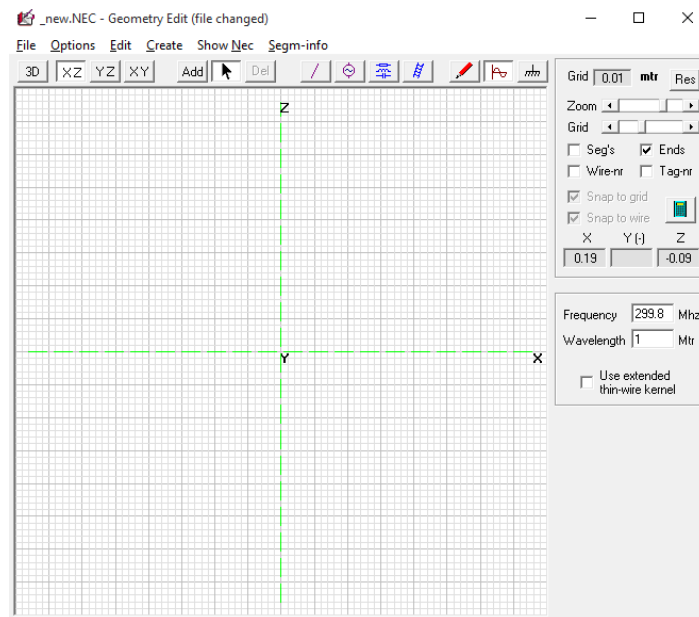 _new.NEC - Geometry Edit (file changed)
File Options Edit Create Show Nec Segm-info
3D XZ YZ XY Add Del
Grid 0.01 mtr Res
Zoom
Grid
Seg's Ends
Wire-nr Tag-nr
Snap to grid
Snap to wire
X Y (-) Z
0.19 -0.09
Frequency 299.8 Mhz
Wavelength 1 Mtr
Use extended
thin-wire kernel
Z
Y X